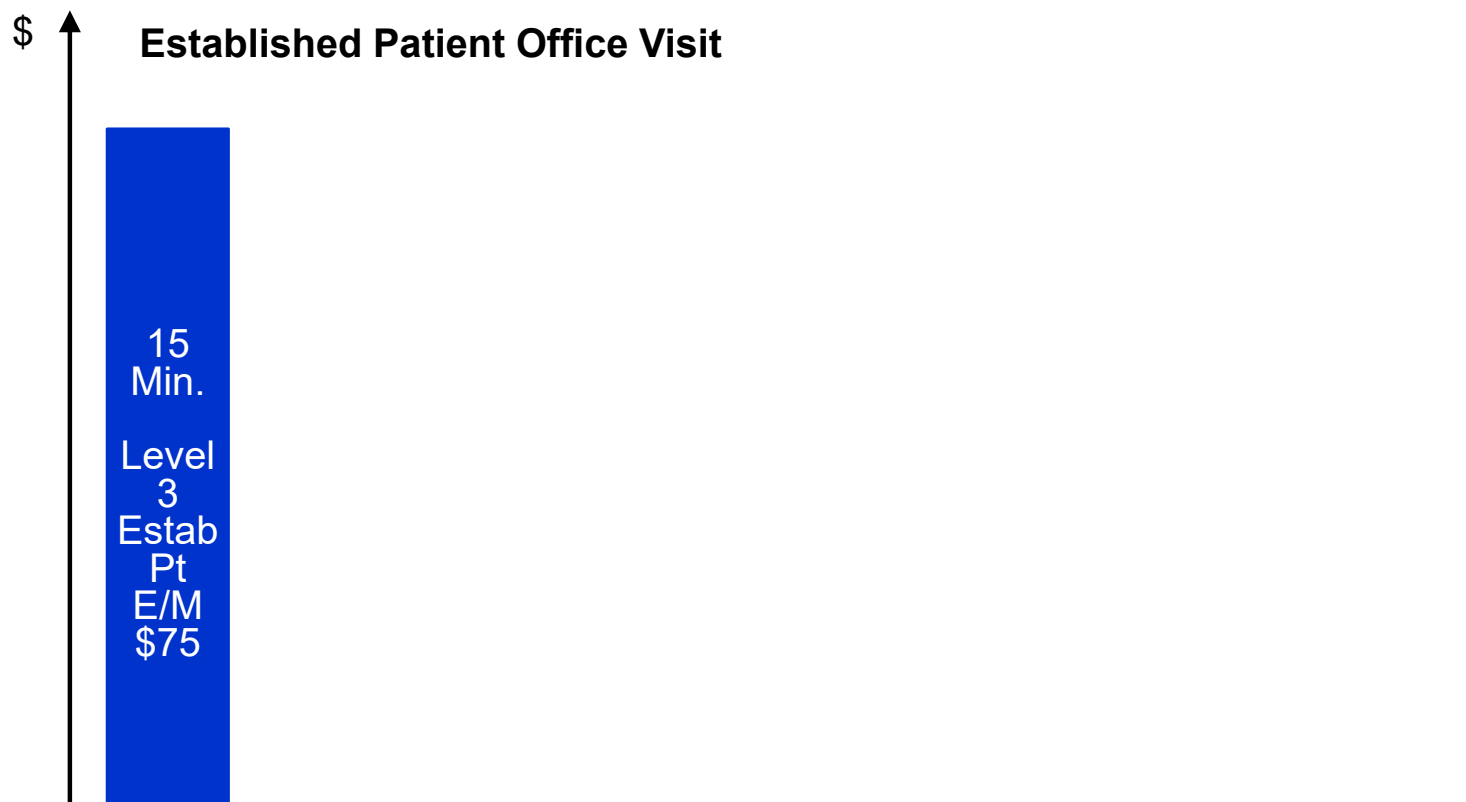 $
Established Patient Office Visit
15
Min.
Level
3
Estab
Pt
E/M
$75